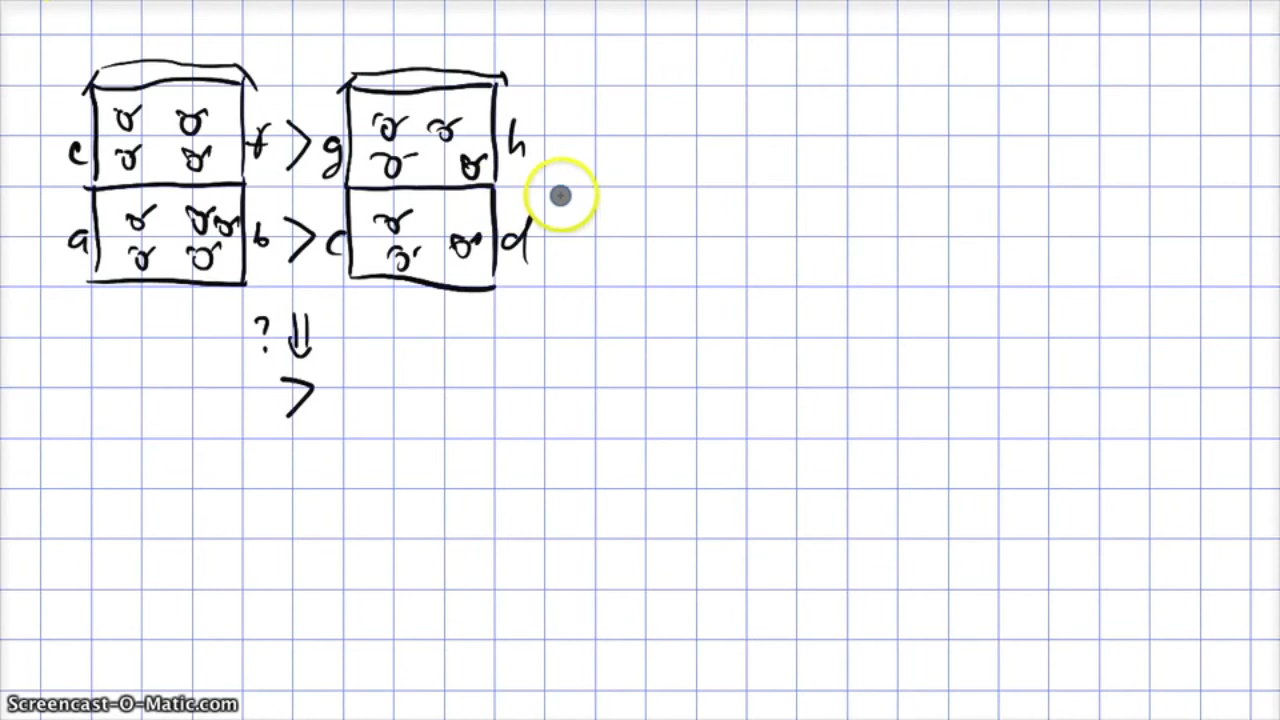 e f > g h
a b > c d
? ⇓
>
Screencast-O-Matic.com